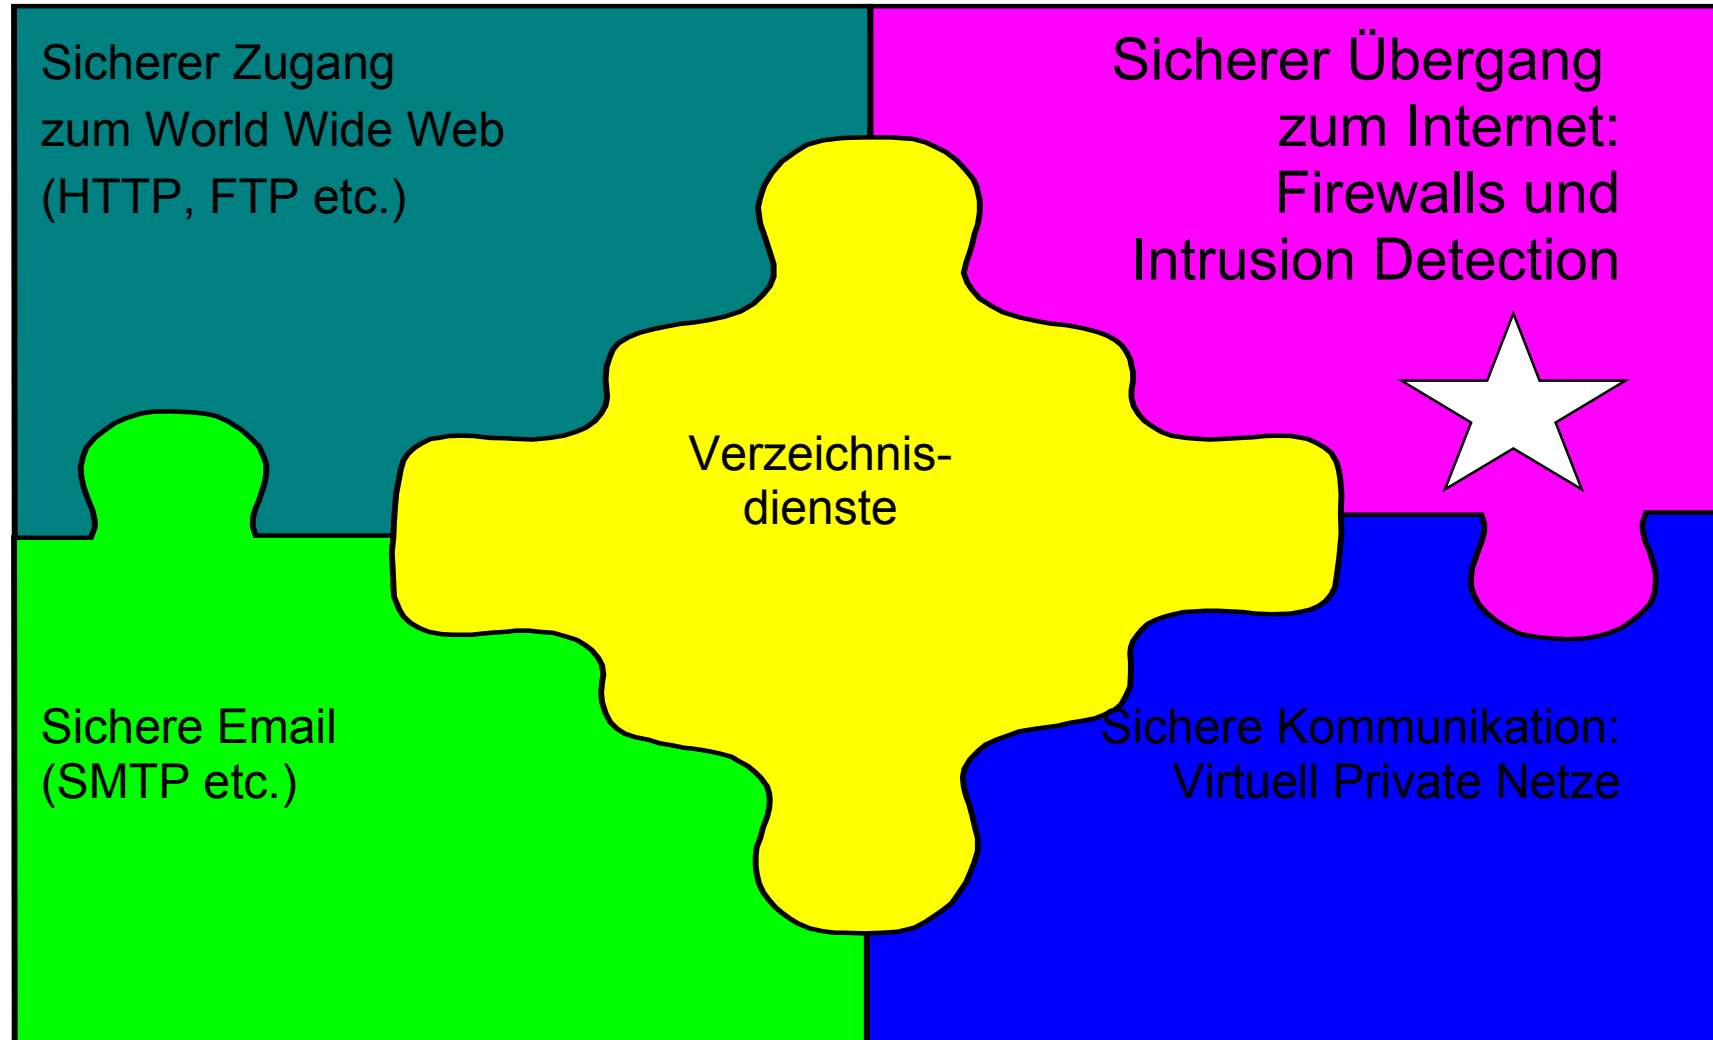 Sicherer Zugang
zum World Wide Web
(HTTP, FTP etc.)
Sicherer Übergang
zum Internet:
Firewalls und
Intrusion Detection
Verzeichnis-
dienste
Sichere Email
(SMTP etc.)
Sichere Kommunikation:
Virtuell Private Netze